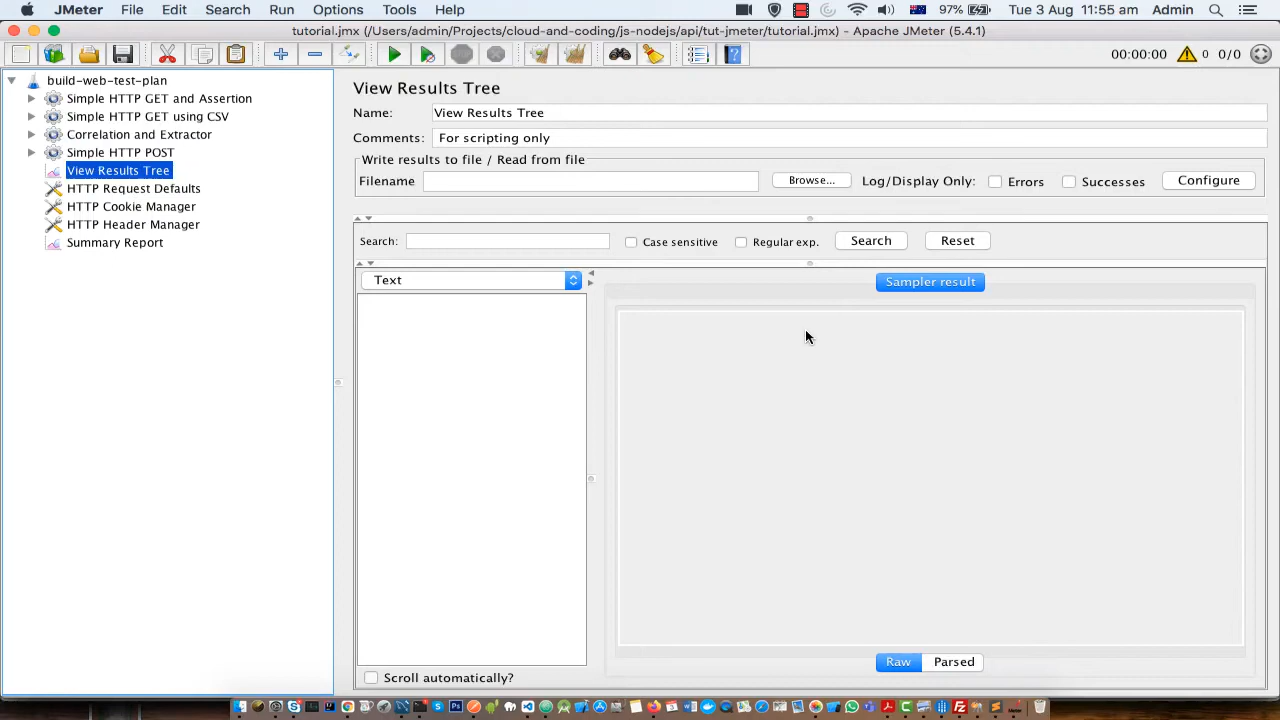 JMeter File Edit Search Run Options Tools Help 97% Tue 3 Aug 11:55 am Admin
tutorial.jmx (/Users/admin/Projects/cloud-and-coding/js-nodejs/api/tut-jmeter/tutorial.jmx) - Apache JMeter (5.4.1)
00:00:00 0 0/0
build-web-test-plan
Simple HTTP GET and Assertion
Simple HTTP GET using CSV
Correlation and Extractor
Simple HTTP POST
View Results Tree
HTTP Request Defaults
HTTP Cookie Manager
HTTP Header Manager
Summary Report
View Results Tree
Name: View Results Tree
Comments: For scripting only
Write results to file / Read from file
Filename Browse... Log/Display Only: Errors Successes Configure
Search: Case sensitive Regular exp. Search Reset
Text
Sampler result
Raw Parsed
Scroll automatically?